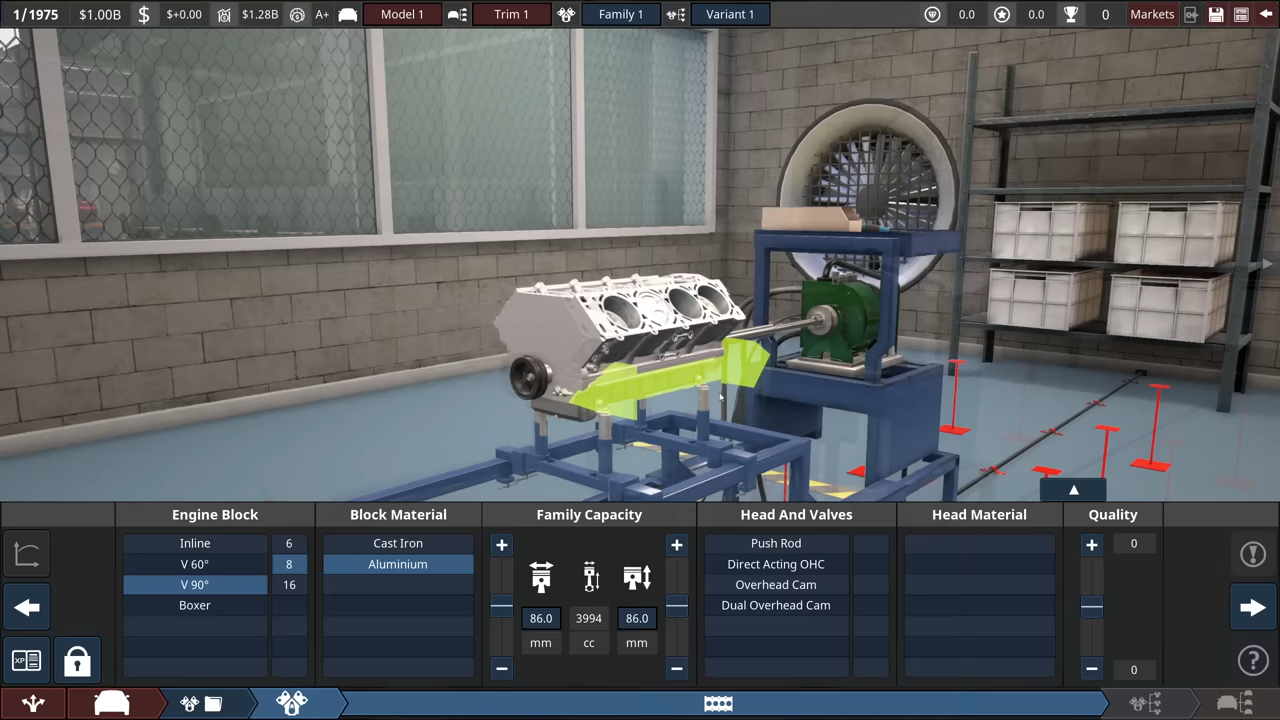 1/1975 $1.00B $+0.00 $1.28B A+ Model 1 Trim 1 Family 1 Variant 1 0.0 0.0 0 Markets
Engine Block
Inline 6
V 60° 8
V 90° 16
Boxer
Block Material
Cast Iron
Aluminium
Family Capacity
+ +
86.0 3994 86.0
mm cc mm
− −
Head And Valves
Push Rod
Direct Acting OHC
Overhead Cam
Dual Overhead Cam
Head Material
Quality
+ 0
− 0
XP